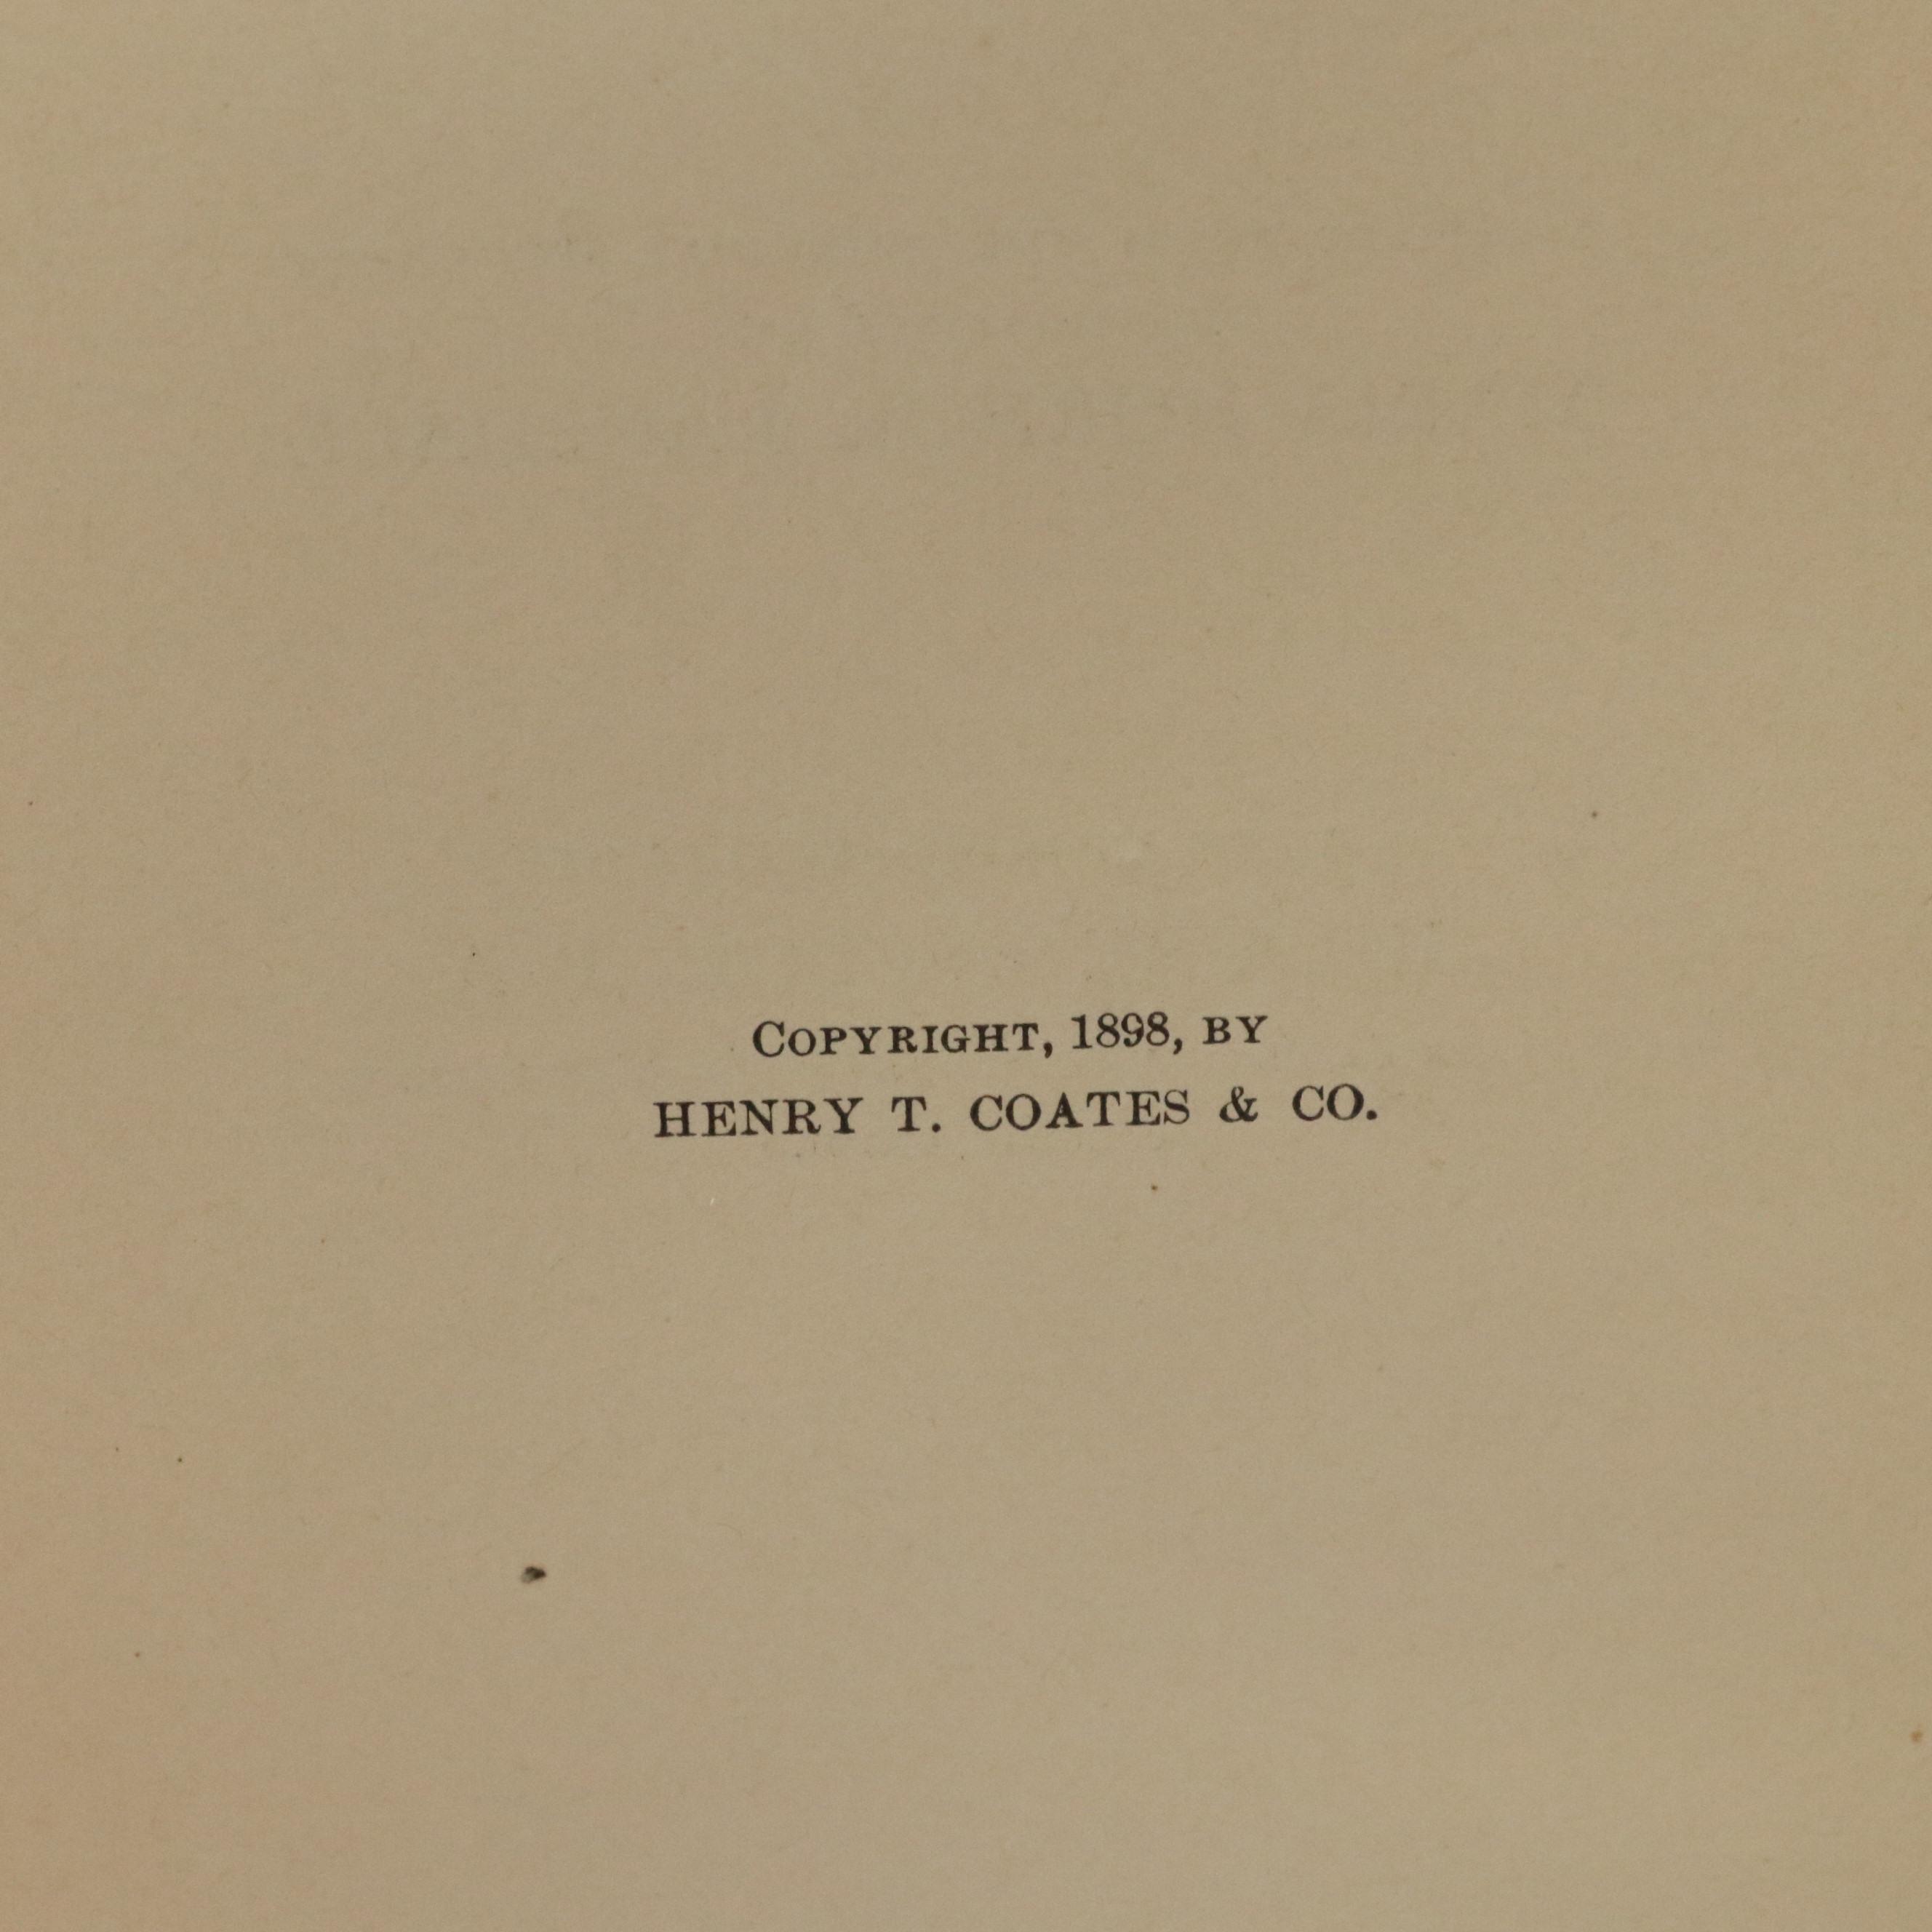 Copyright, 1898, by
HENRY T. COATES & CO.